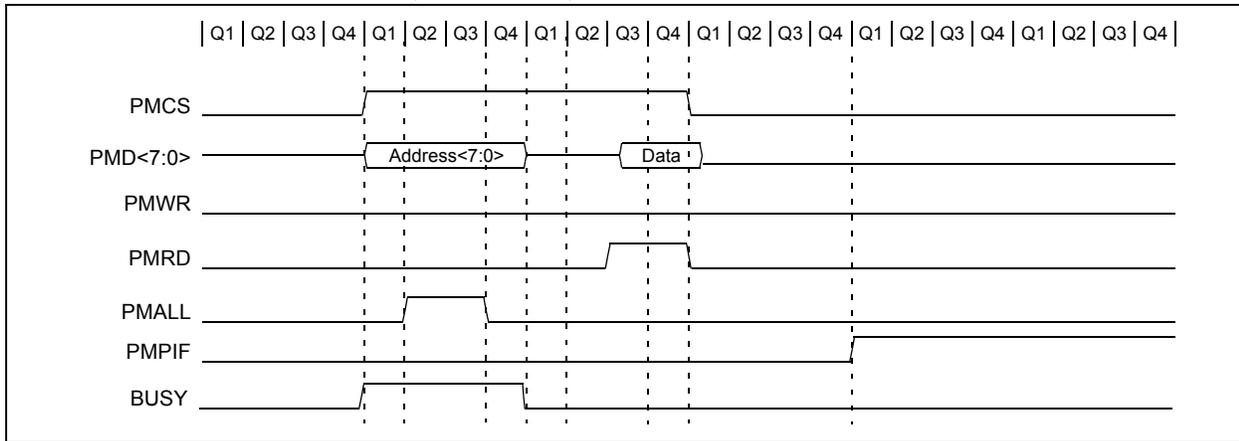 | Q1 | Q2 | Q3 | Q4 | Q1 | Q2 | Q3 | Q4 | Q1 | Q2 | Q3 | Q4 | Q1 | Q2 | Q3 | Q4 | Q1 | Q2 | Q3 | Q4 | Q1 | Q2 | Q3 | Q4 |
PMCS
PMD<7:0> Address<7:0> Data
PMWR
PMRD
PMALL
PMPIF
BUSY